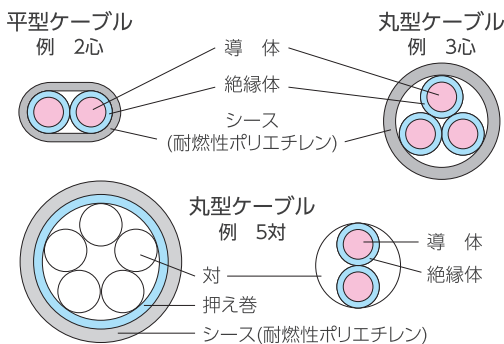 平型ケーブル
例 2心
丸型ケーブル
例 3心
導 体
絶縁体
シース
(耐燃性ポリエチレン)
丸型ケーブル
例 5対
導 体
絶縁体
対
押え巻
シース(耐燃性ポリエチレン)